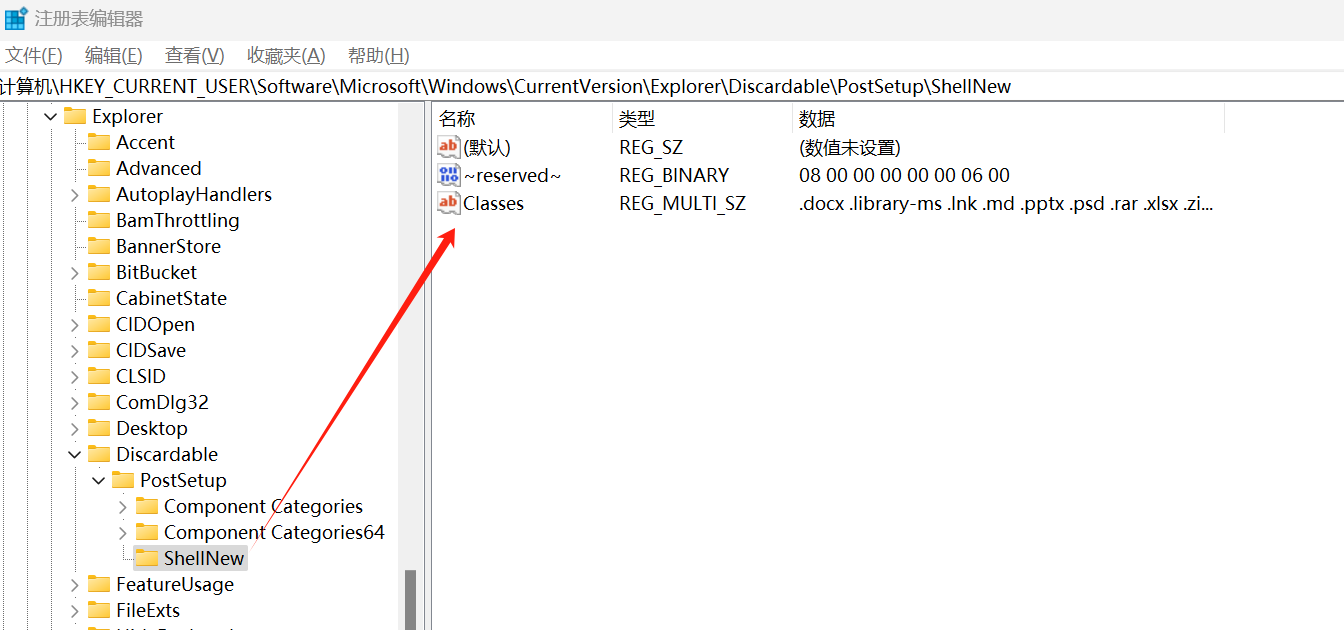 注册表编辑器
文件(F) 编辑(E) 查看(V) 收藏夹(A) 帮助(H)
计算机\HKEY_CURRENT_USER\Software\Microsoft\Windows\CurrentVersion\Explorer\Discardable\PostSetup\ShellNew
Explorer
Accent
Advanced
AutoplayHandlers
BamThrottling
BannerStore
BitBucket
CabinetState
CIDOpen
CIDSave
CLSID
ComDlg32
Desktop
Discardable
PostSetup
Component Categories
Component Categories64
ShellNew
FeatureUsage
FileExts
名称 类型 数据
(默认) REG_SZ (数值未设置)
~reserved~ REG_BINARY 08 00 00 00 00 00 06 00
Classes REG_MULTI_SZ .docx .library-ms .lnk .md .pptx .psd .rar .xlsx .zi...